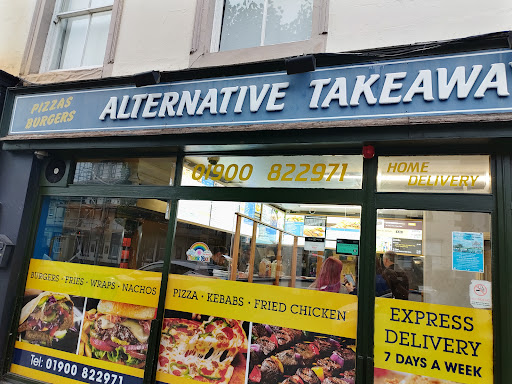 PIZZAS
BURGERS
ALTERNATIVE TAKEAWA
01900 822971
HOME
DELIVERY
BURGERS · FRIES · WRAPS · NACHOS
PIZZA · KEBABS · FRIED CHICKEN
EXPRESS
DELIVERY
7 DAYS A WEEK
Tel: 01900 822971